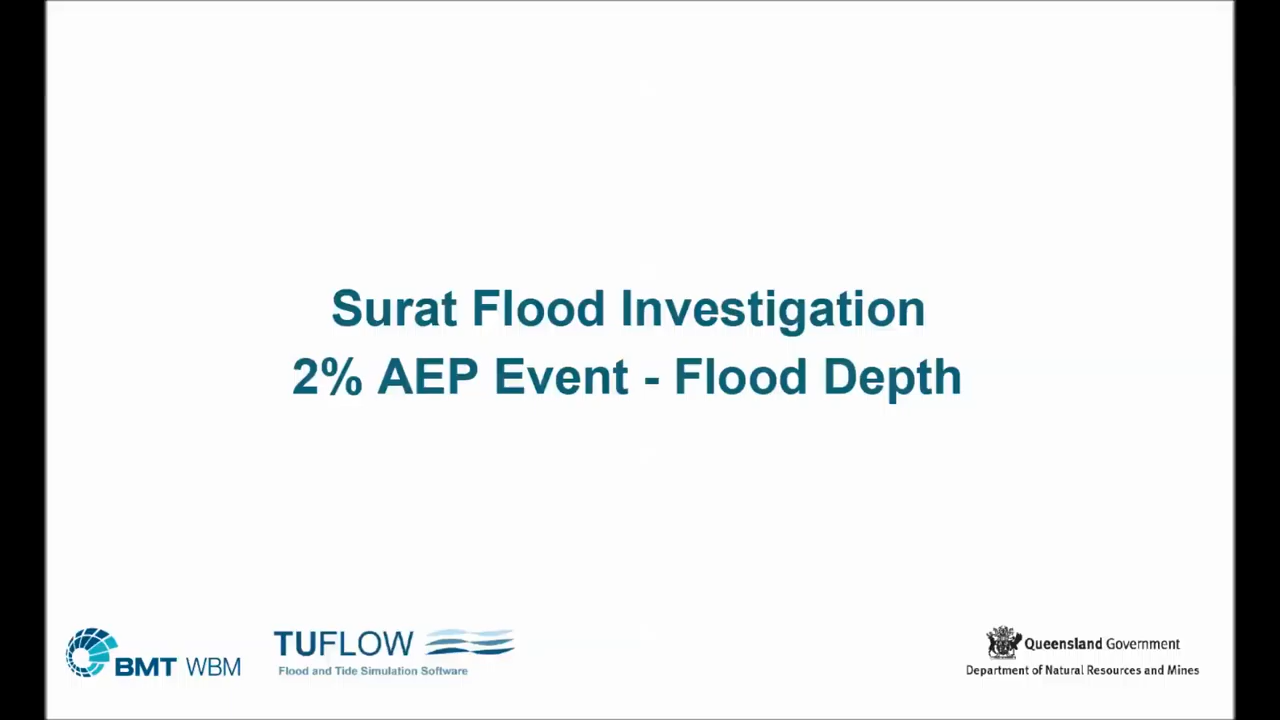 Surat Flood Investigation
2% AEP Event - Flood Depth
BMT WBM
TUFLOW
Flood and Tide Simulation Software
Queensland Government
Department of Natural Resources and Mines